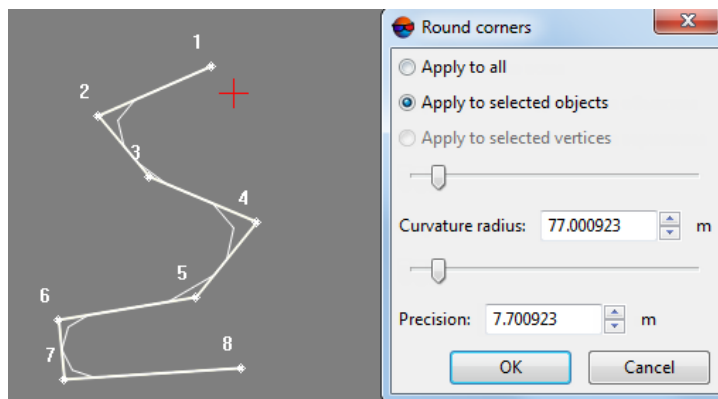 1
2
3
4
5
6
7
8
Round corners
Apply to all
Apply to selected objects
Apply to selected vertices
Curvature radius: 77.000923 m
Precision: 7.700923 m
OK Cancel